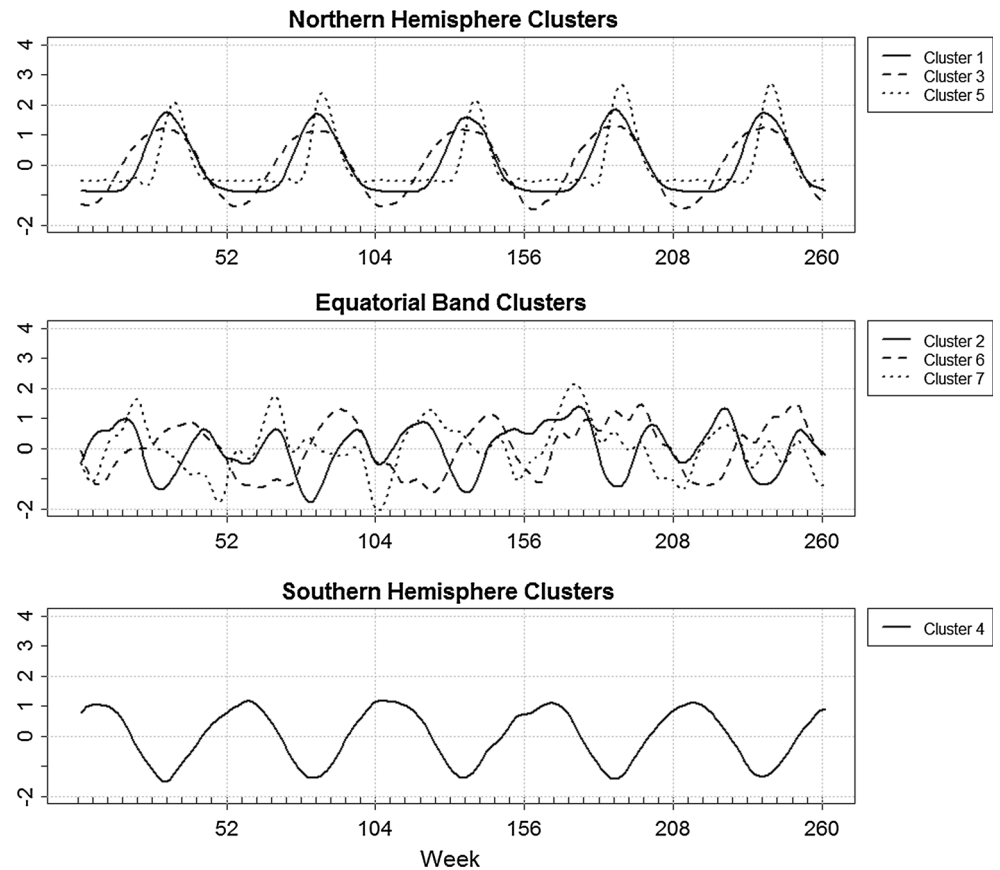 Northern Hemisphere Clusters
4
3
2
1
0
-2
52 104 156 208 260
Cluster 1
Cluster 3
Cluster 5
Equatorial Band Clusters
4
3
2
1
0
-2
52 104 156 208 260
Cluster 2
Cluster 6
Cluster 7
Southern Hemisphere Clusters
4
3
2
1
0
-2
52 104 156 208 260
Week
Cluster 4